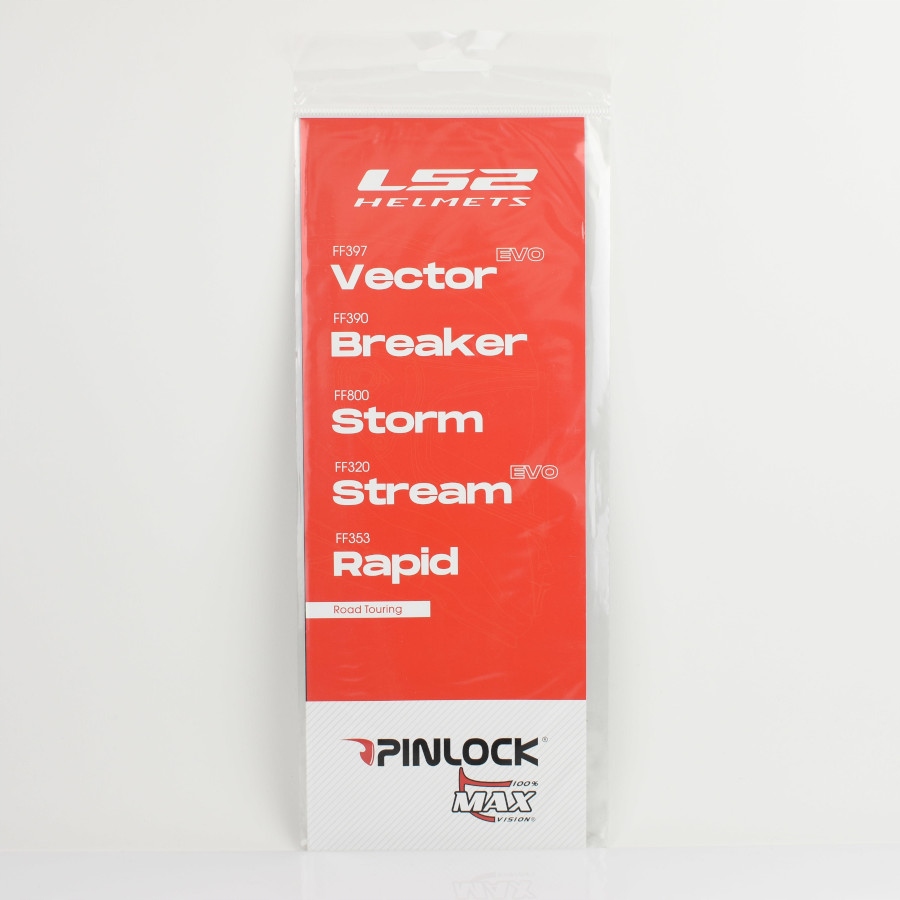 LS2
HELMETS
FF397
Vector EVO
FF390
Breaker
FF800
Storm
FF320
Stream EVO
FF353
Rapid
Road Touring
PINLOCK®
100%
MAX
VISION®